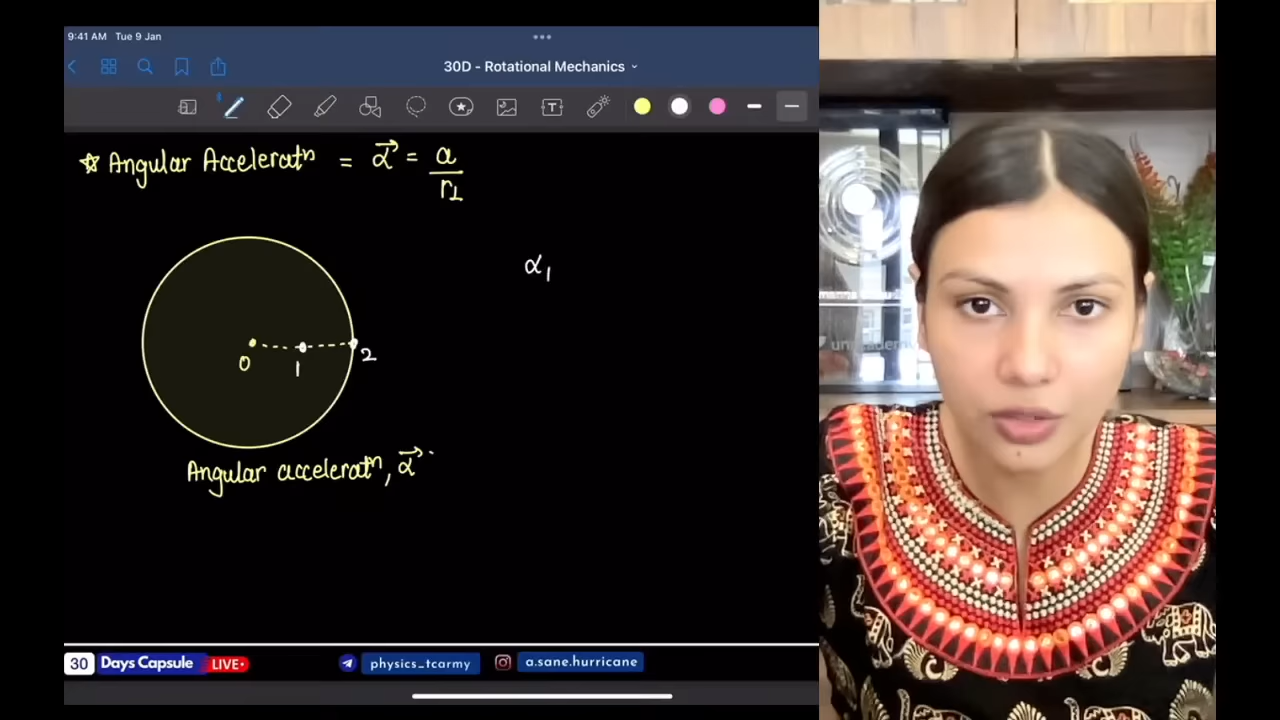 9:41 AM Tue 9 Jan
30D - Rotational Mechanics
T
☆ Angular Acceleratⁿ = α⃗ = a/r⊥
α₁
0 1 2
Angular acceleratⁿ, α⃗
30 Days Capsule LIVE physics_tcarmy a.sane.hurricane